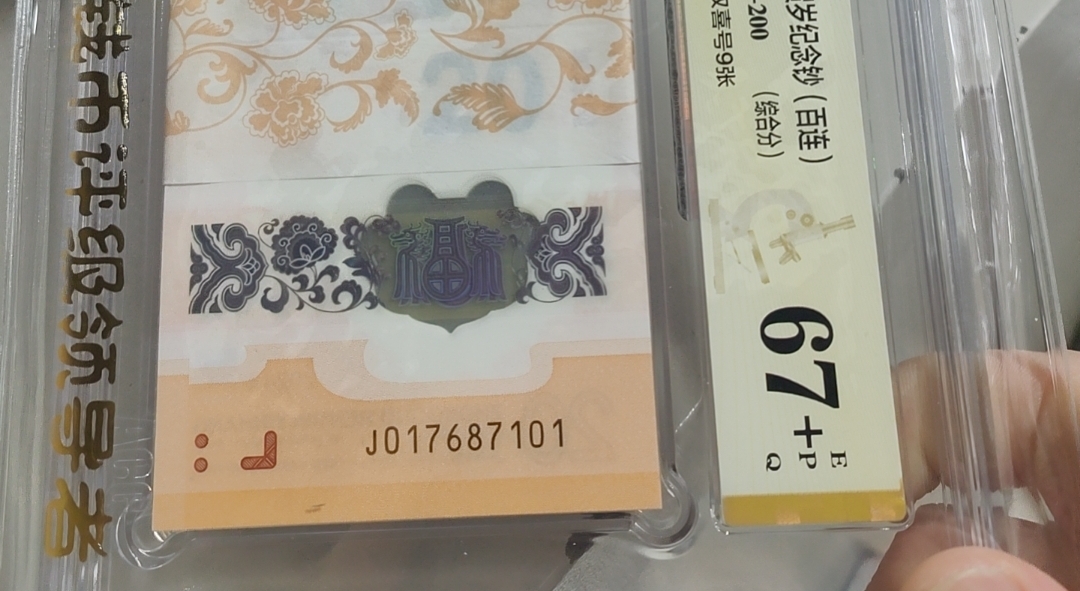 钱币评级领导者
福
J017687101
岁纪念钞（百连）
-200
（综合分）
双喜号9张
67+
E
P
Q